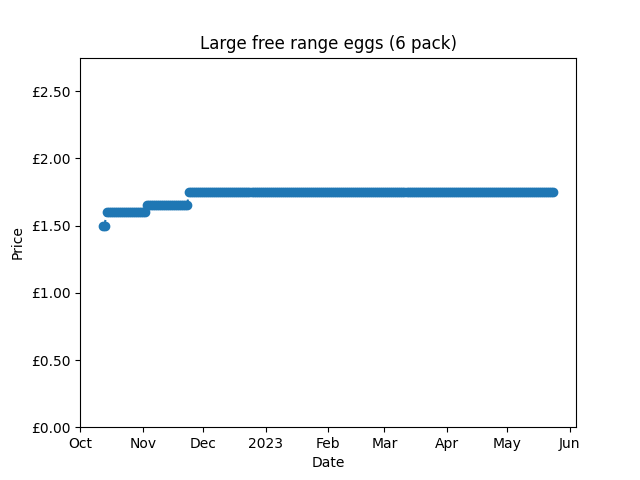 Large free range eggs (6 pack)
£2.50
£2.00
£1.50
£1.00
£0.50
£0.00
Price
Oct Nov Dec 2023 Feb Mar Apr May Jun
Date